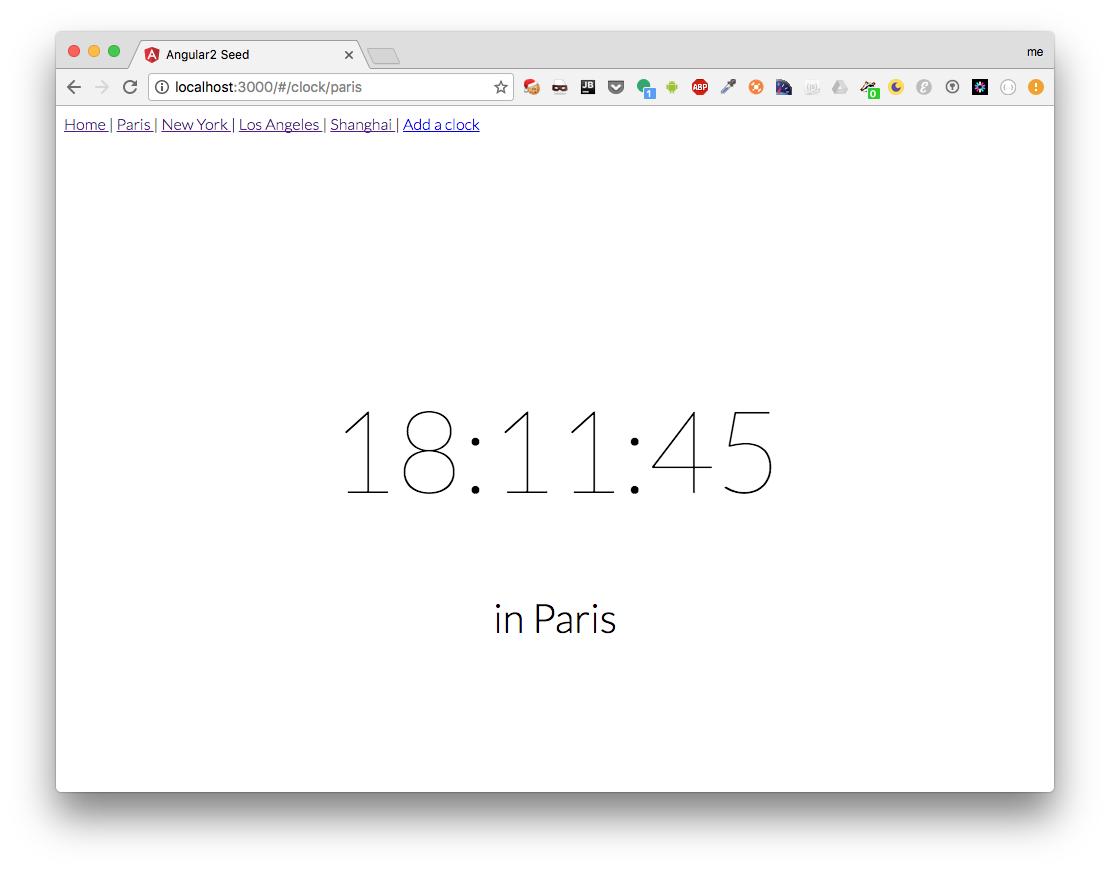 Angular2 Seed
me
localhost:3000/#/clock/paris
JB
1
ABP
0
Home | Paris | New York | Los Angeles | Shanghai | Add a clock
18:11:45
in Paris